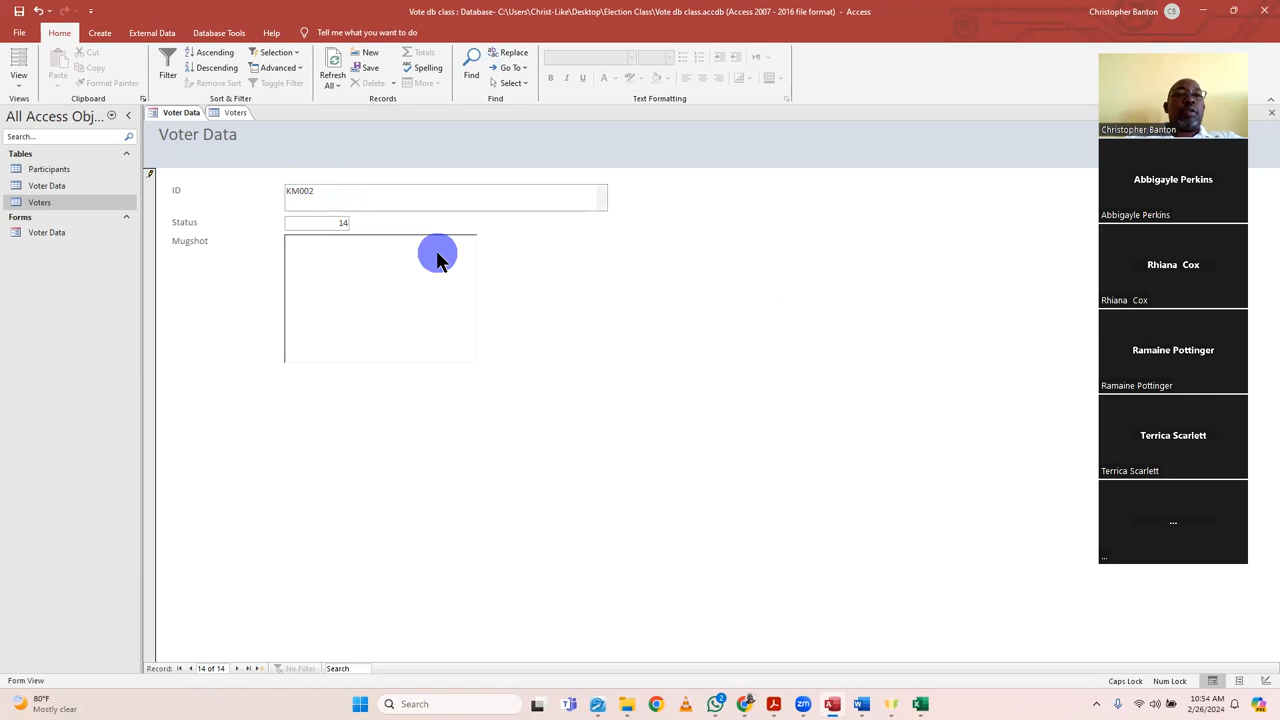 Vote db class : Database- C:\Users\Christ-Like\Desktop\Election Class\Vote db class.accdb (Access 2007 - 2016 file format) - Access
Christopher Banton
CB
File Home Create External Data Database Tools Help Tell me what you want to do
View
Views
Paste
Cut
Copy
Format Painter
Clipboard
Filter
Ascending
Descending
Remove Sort
Selection
Advanced
Toggle Filter
Sort & Filter
Refresh
All
New
Save
Delete
Totals
Spelling
More
Records
Find
Replace
Go To
Select
Find
B I U A
Text Formatting
All Access Obj...
Search...
Tables
Participants
Voter Data
Voters
Forms
Voter Data
Voter Data
Voters
Voter Data
ID
KM002
Status
14
Mugshot
Record: 14 of 14 No Filter Search
Form View
Caps Lock Num Lock
Christopher Banton
Abbigayle Perkins
Abbigayle Perkins
Rhiana Cox
Rhiana Cox
Ramaine Pottinger
Ramaine Pottinger
Terrica Scarlett
Terrica Scarlett
...
...
80°F
Mostly clear
Search
2
zm
10:54 AM
2/26/2024